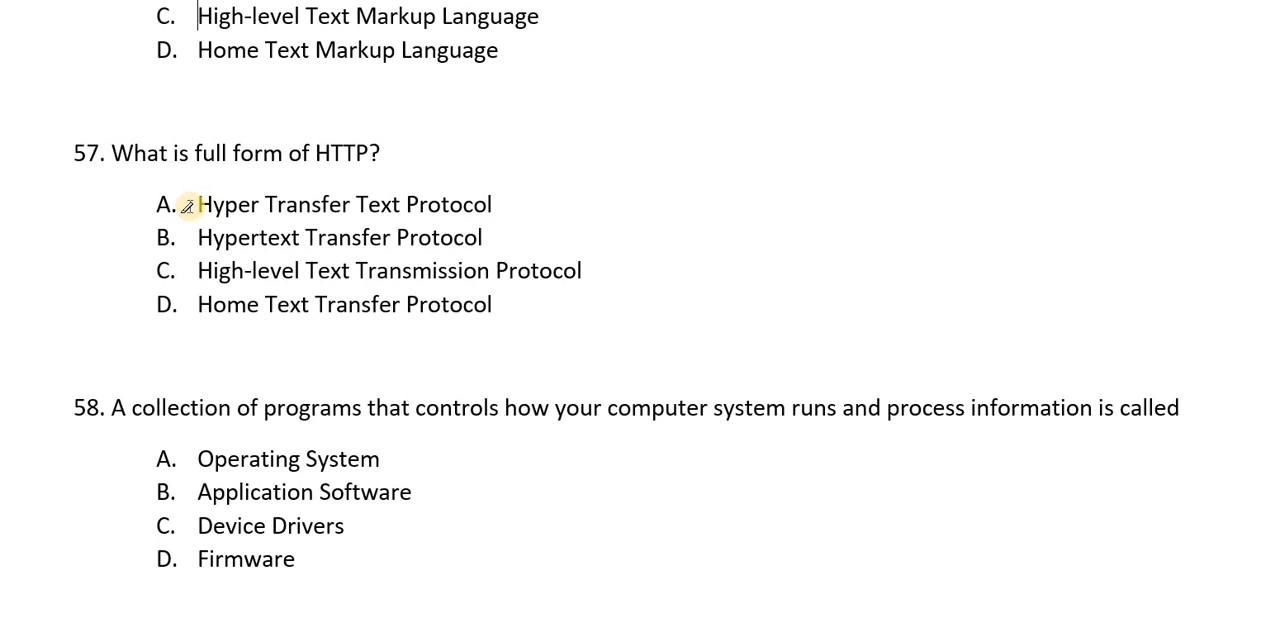 C. High-level Text Markup Language
D. Home Text Markup Language
57. What is full form of HTTP?
A. Hyper Transfer Text Protocol
B. Hypertext Transfer Protocol
C. High-level Text Transmission Protocol
D. Home Text Transfer Protocol
58. A collection of programs that controls how your computer system runs and process information is called
A. Operating System
B. Application Software
C. Device Drivers
D. Firmware